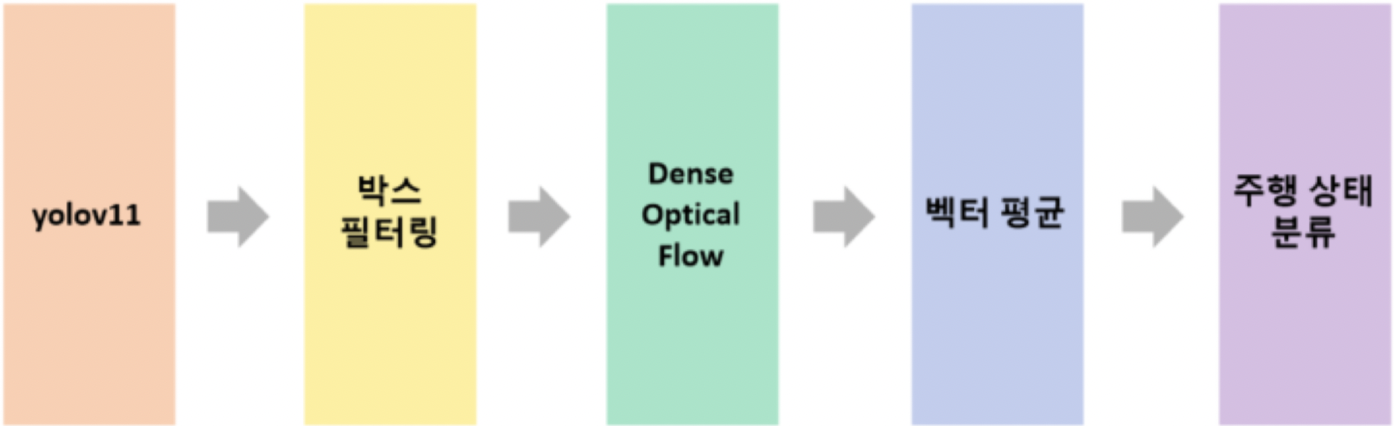 yolov11
박스
필터링
Dense
Optical
Flow
벡터 평균
주행 상태
분류